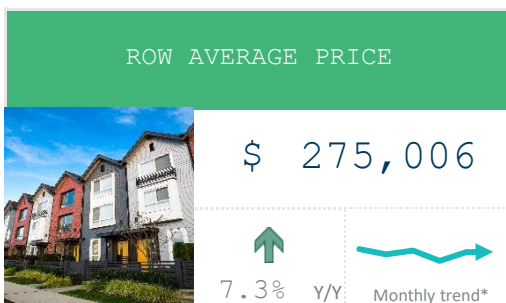 ROW AVERAGE PRICE
$ 275,006
7.3% Y/Y
Monthly trend*